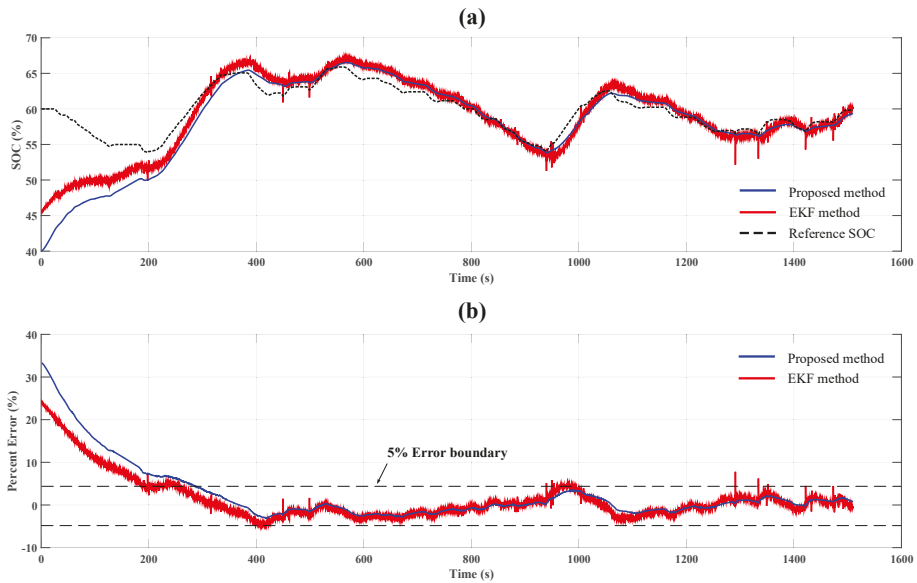 (a)
70
65
60
55
50
45
40
SOC (%)
Proposed method
EKF method
Reference SOC
0
200
400
600
800
1000
1200
1400
1600
Time (s)
(b)
40
30
20
10
0
-10
Percent Error (%)
Proposed method
EKF method
5% Error boundary
0
200
400
600
800
1000
1200
1400
1600
Time (s)